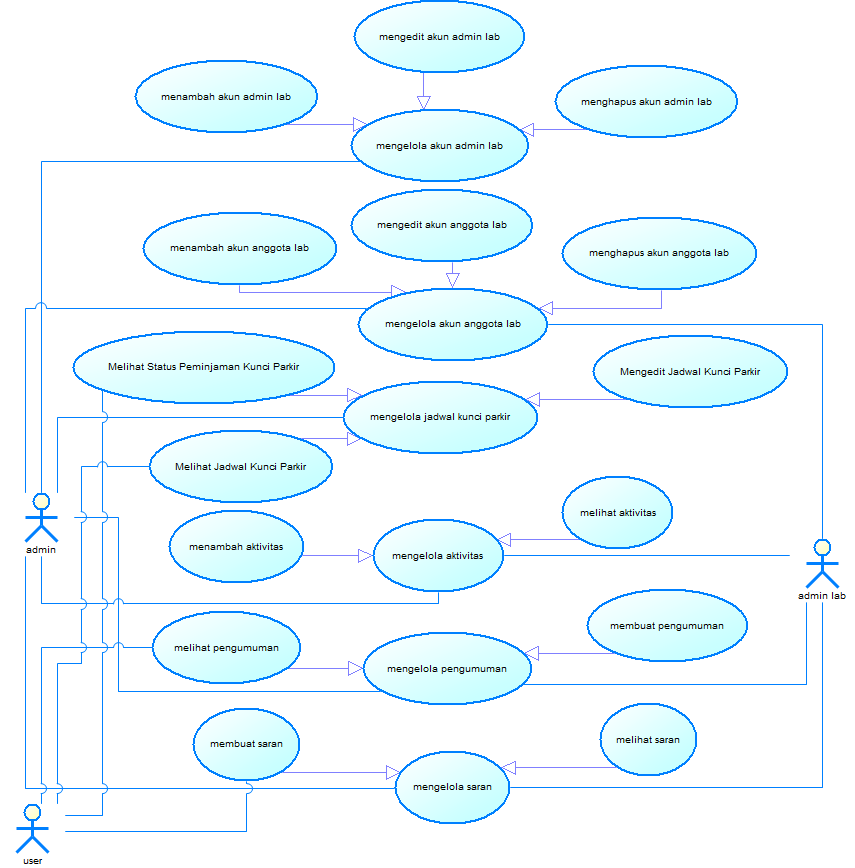 mengedit akun admin lab
menambah akun admin lab
menghapus akun admin lab
mengelola akun admin lab
mengedit akun anggota lab
menambah akun anggota lab
menghapus akun anggota lab
mengelola akun anggota lab
Melihat Status Peminjaman Kunci Parkir
Mengedit Jadwal Kunci Parkir
mengelola jadwal kunci parkir
Melihat Jadwal Kunci Parkir
melihat aktivitas
menambah aktivitas
mengelola aktivitas
admin
admin lab
membuat pengumuman
melihat pengumuman
mengelola pengumuman
membuat saran
melihat saran
mengelola saran
user